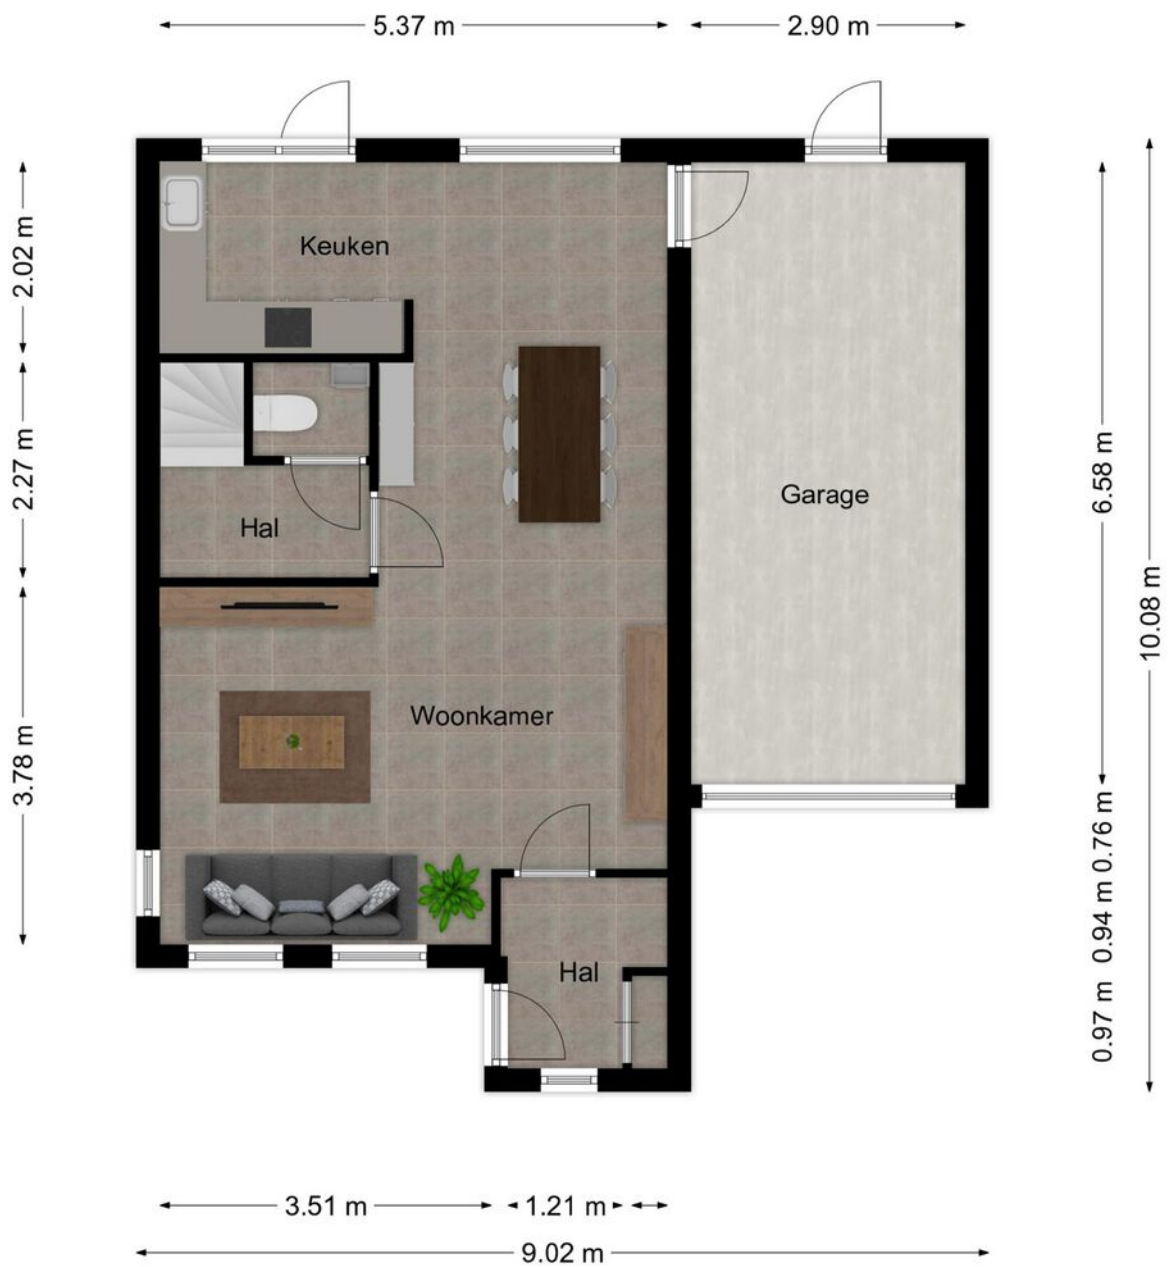 5.37 m
2.90 m
Keuken
2.02 m
2.27 m
3.78 m
Hal
Garage
Woonkamer
Hal
6.58 m
0.76 m
0.94 m
0.97 m
10.08 m
3.51 m
1.21 m
9.02 m